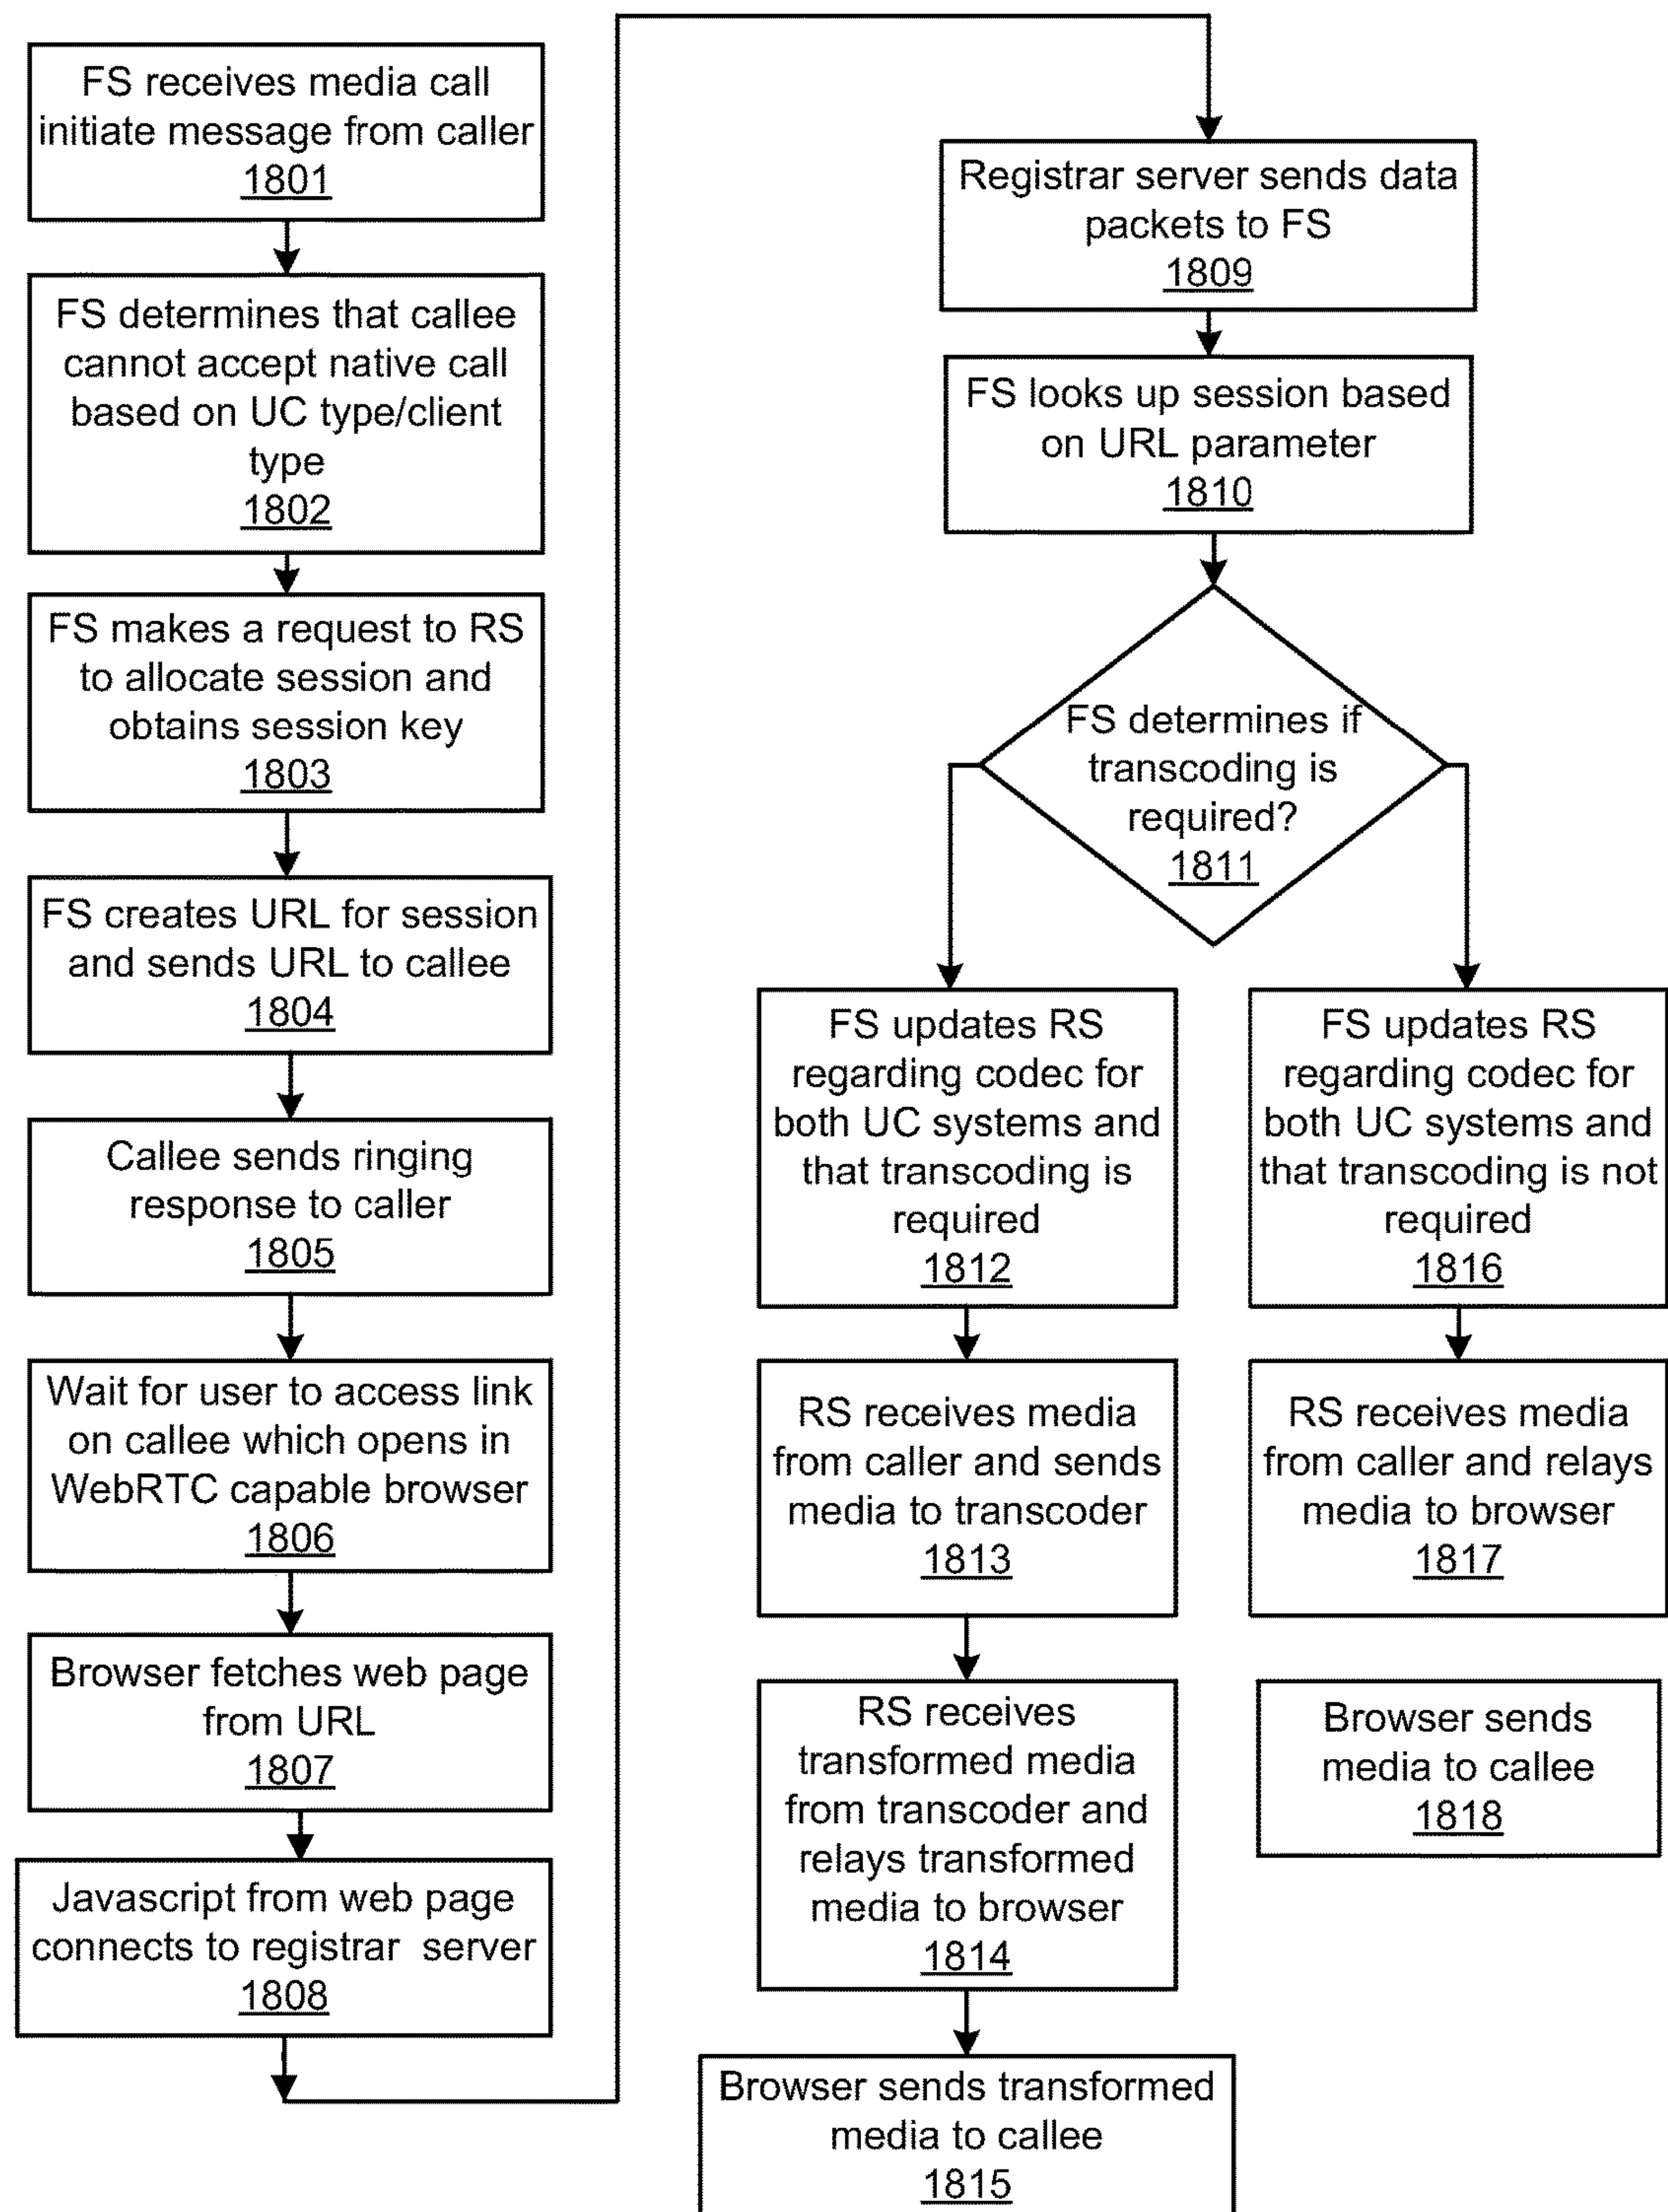 FS receives media call
initiate message from caller
1801
FS determines that callee
cannot accept native call
based on UC type/client
type
1802
FS makes a request to RS
to allocate session and
obtains session key
1803
FS creates URL for session
and sends URL to callee
1804
Callee sends ringing
response to caller
1805
Wait for user to access link
on callee which opens in
WebRTC capable browser
1806
Browser fetches web page
from URL
1807
Javascript from web page
connects to registrar server
1808
Registrar server sends data
packets to FS
1809
FS looks up session based
on URL parameter
1810
FS determines if
transcoding is
required?
1811
FS updates RS
regarding codec for
both UC systems and
that transcoding is
required
1812
RS receives media
from caller and sends
media to transcoder
1813
RS receives
transformed media
from transcoder and
relays transformed
media to browser
1814
Browser sends transformed
media to callee
1815
FS updates RS
regarding codec for
both UC systems and
that transcoding is not
required
1816
RS receives media
from caller and relays
media to browser
1817
Browser sends
media to callee
1818